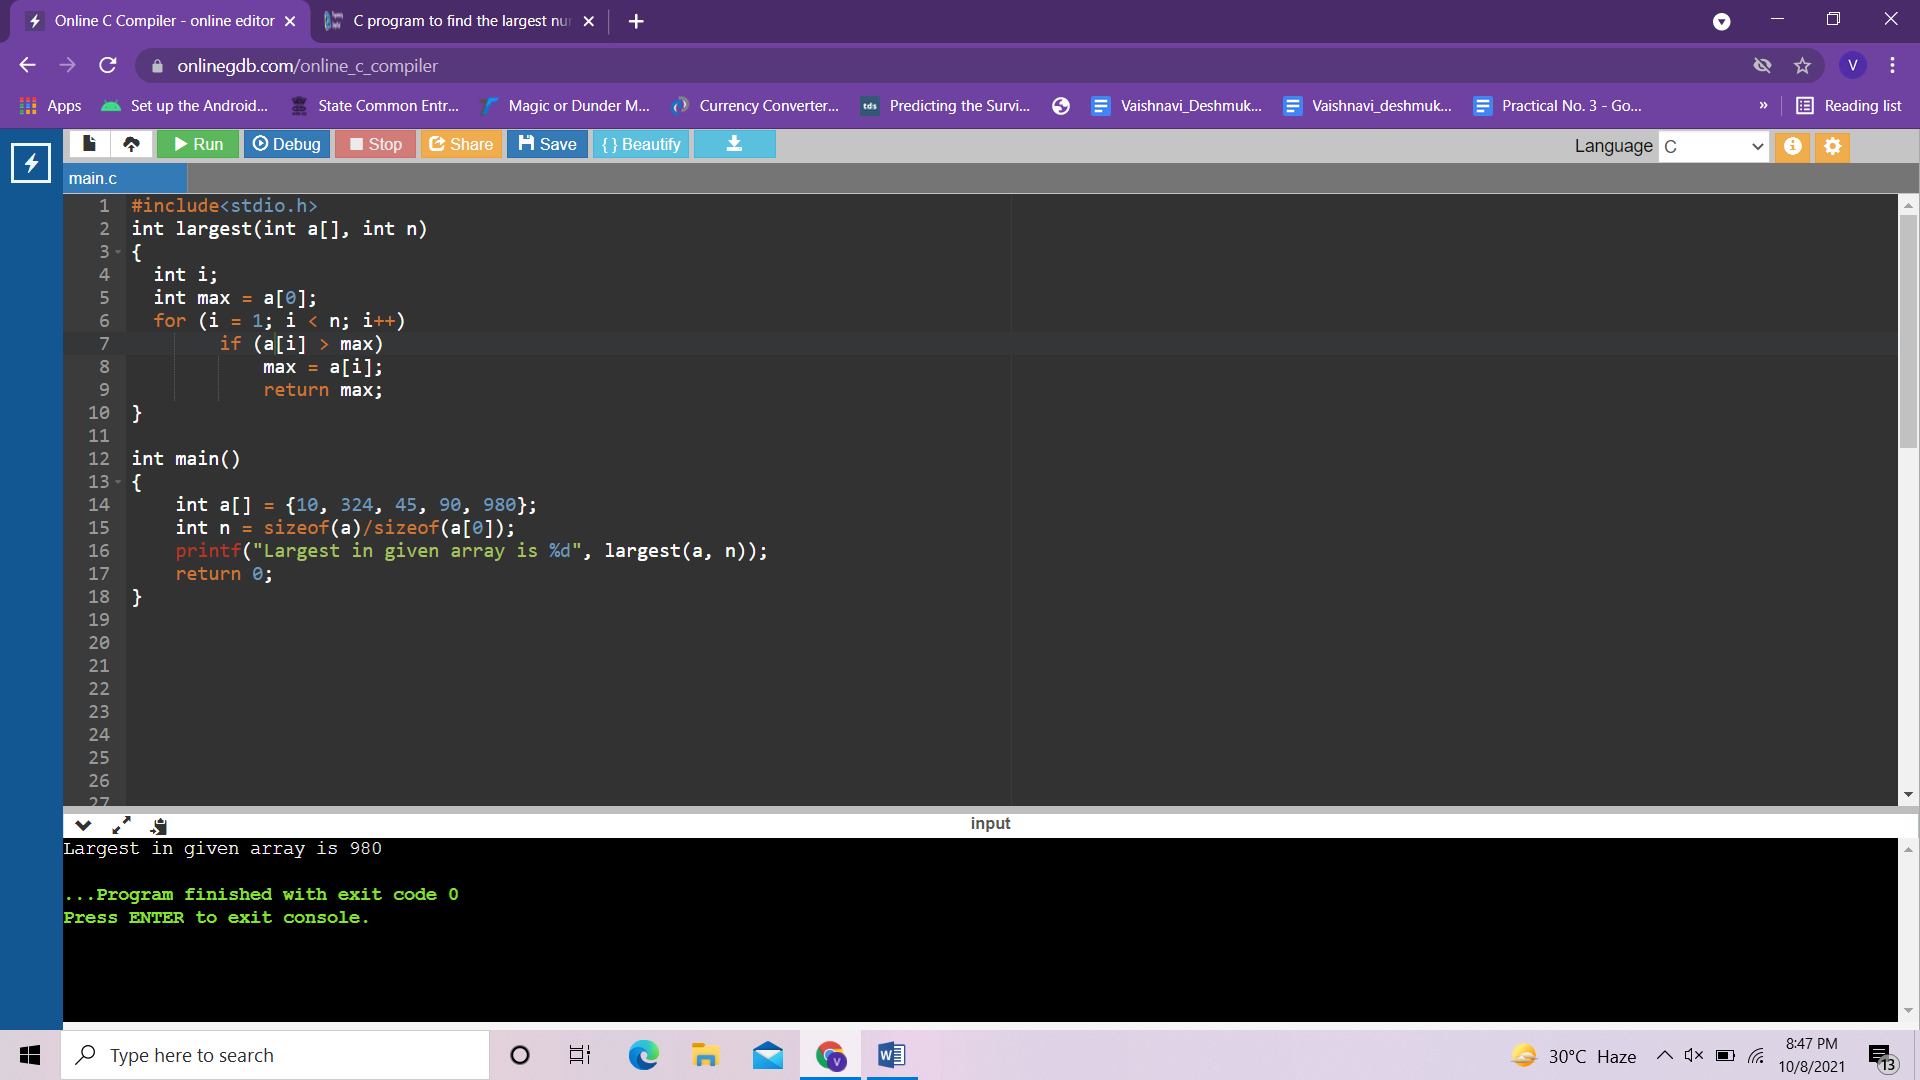 Online C Compiler - online editor
C program to find the largest nu
onlinegdb.com/online_c_compiler
V
Apps
Set up the Android...
State Common Entr...
Magic or Dunder M...
Currency Converter...
tds
Predicting the Survi...
Vaishnavi_Deshmuk...
Vaishnavi_deshmuk...
Practical No. 3 - Go...
»
Reading list
Run
Debug
Stop
Share
Save
{ } Beautify
Language C
main.c
1 #include<stdio.h>
2 int largest(int a[], int n)
3 {
4 int i;
5 int max = a[0];
6 for (i = 1; i < n; i++)
7 if (a[i] > max)
8 max = a[i];
9 return max;
10 }
11
12 int main()
13 {
14 int a[] = {10, 324, 45, 90, 980};
15 int n = sizeof(a)/sizeof(a[0]);
16 printf("Largest in given array is %d", largest(a, n));
17 return 0;
18 }
19
20
21
22
23
24
25
26
27
input
Largest in given array is 980
...Program finished with exit code 0
Press ENTER to exit console.
Type here to search
30°C Haze
8:47 PM
10/8/2021
13